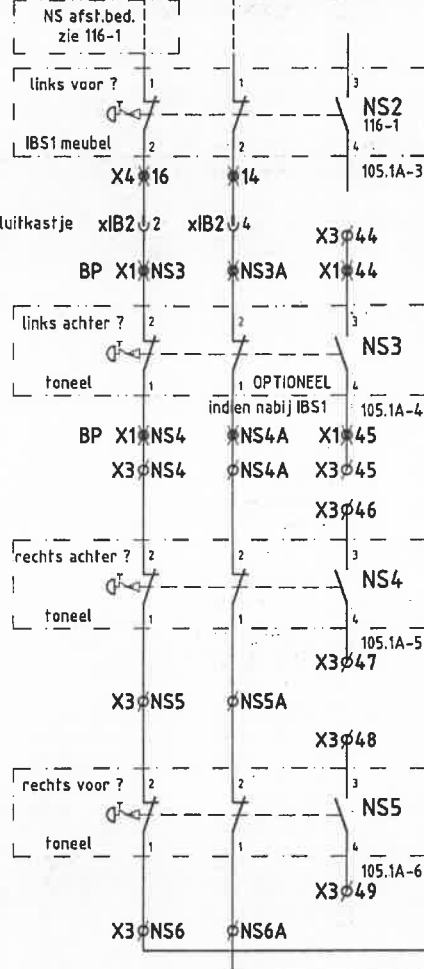 NS afst.bed.
zie 116-1
links voor ?
1
1
3
NS2
116-1
IBS1 meubel
2
2
4
X4 16
14
105.1A-3
luitkastje
xIB2 2
xIB2 4
X3 44
BP X1 NS3
NS3A
X1 44
links achter ?
2
2
3
NS3
toneel
1
1
OPTIONEEL
4
indien nabij IBS1
105.1A-4
BP X1 NS4
NS4A
X1 45
X3 NS4
NS4A
X3 45
X3 46
rechts achter ?
2
2
3
NS4
toneel
1
1
4
105.1A-5
X3 47
X3 NS5
NS5A
X3 48
rechts voor ?
2
2
3
NS5
toneel
1
1
4
105.1A-6
X3 49
X3 NS6
NS6A